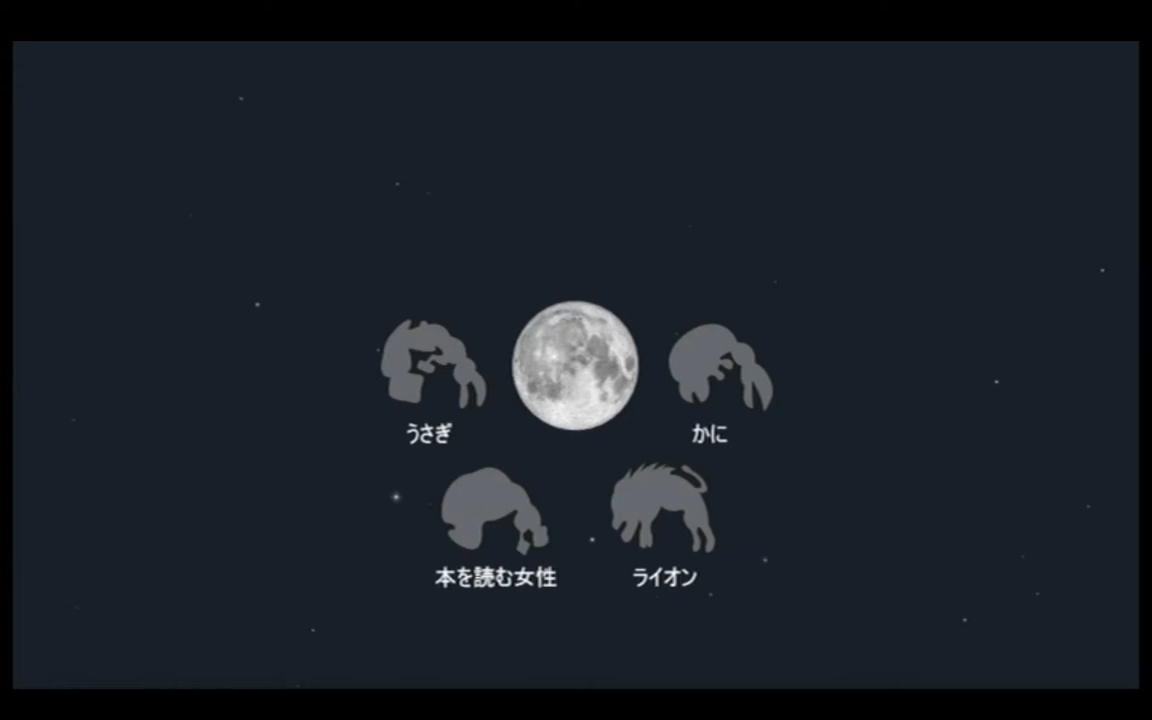 うさぎ
かに
本を読む女性
ライオン